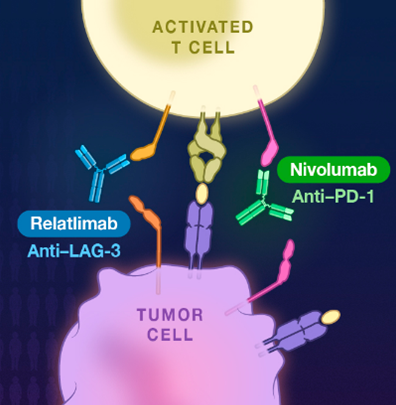 ACTIVATED
T CELL
Nivolumab
Anti–PD-1
Relatlimab
Anti–LAG-3
TUMOR
CELL